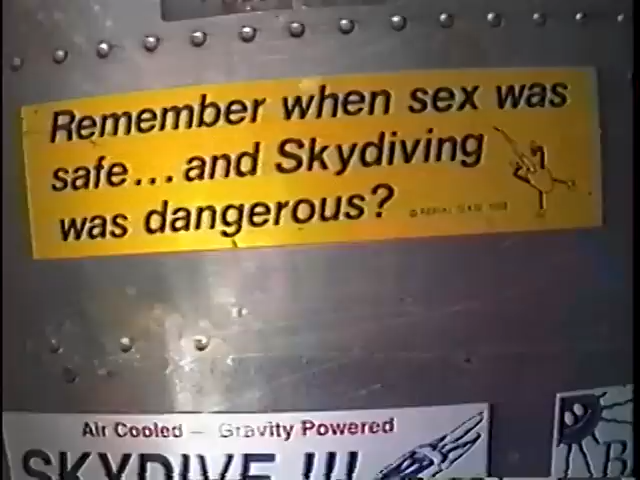 Remember when sex was
safe...and Skydiving
was dangerous?
Air Cooled – Gravity Powered
SKYDIVE !!!
B